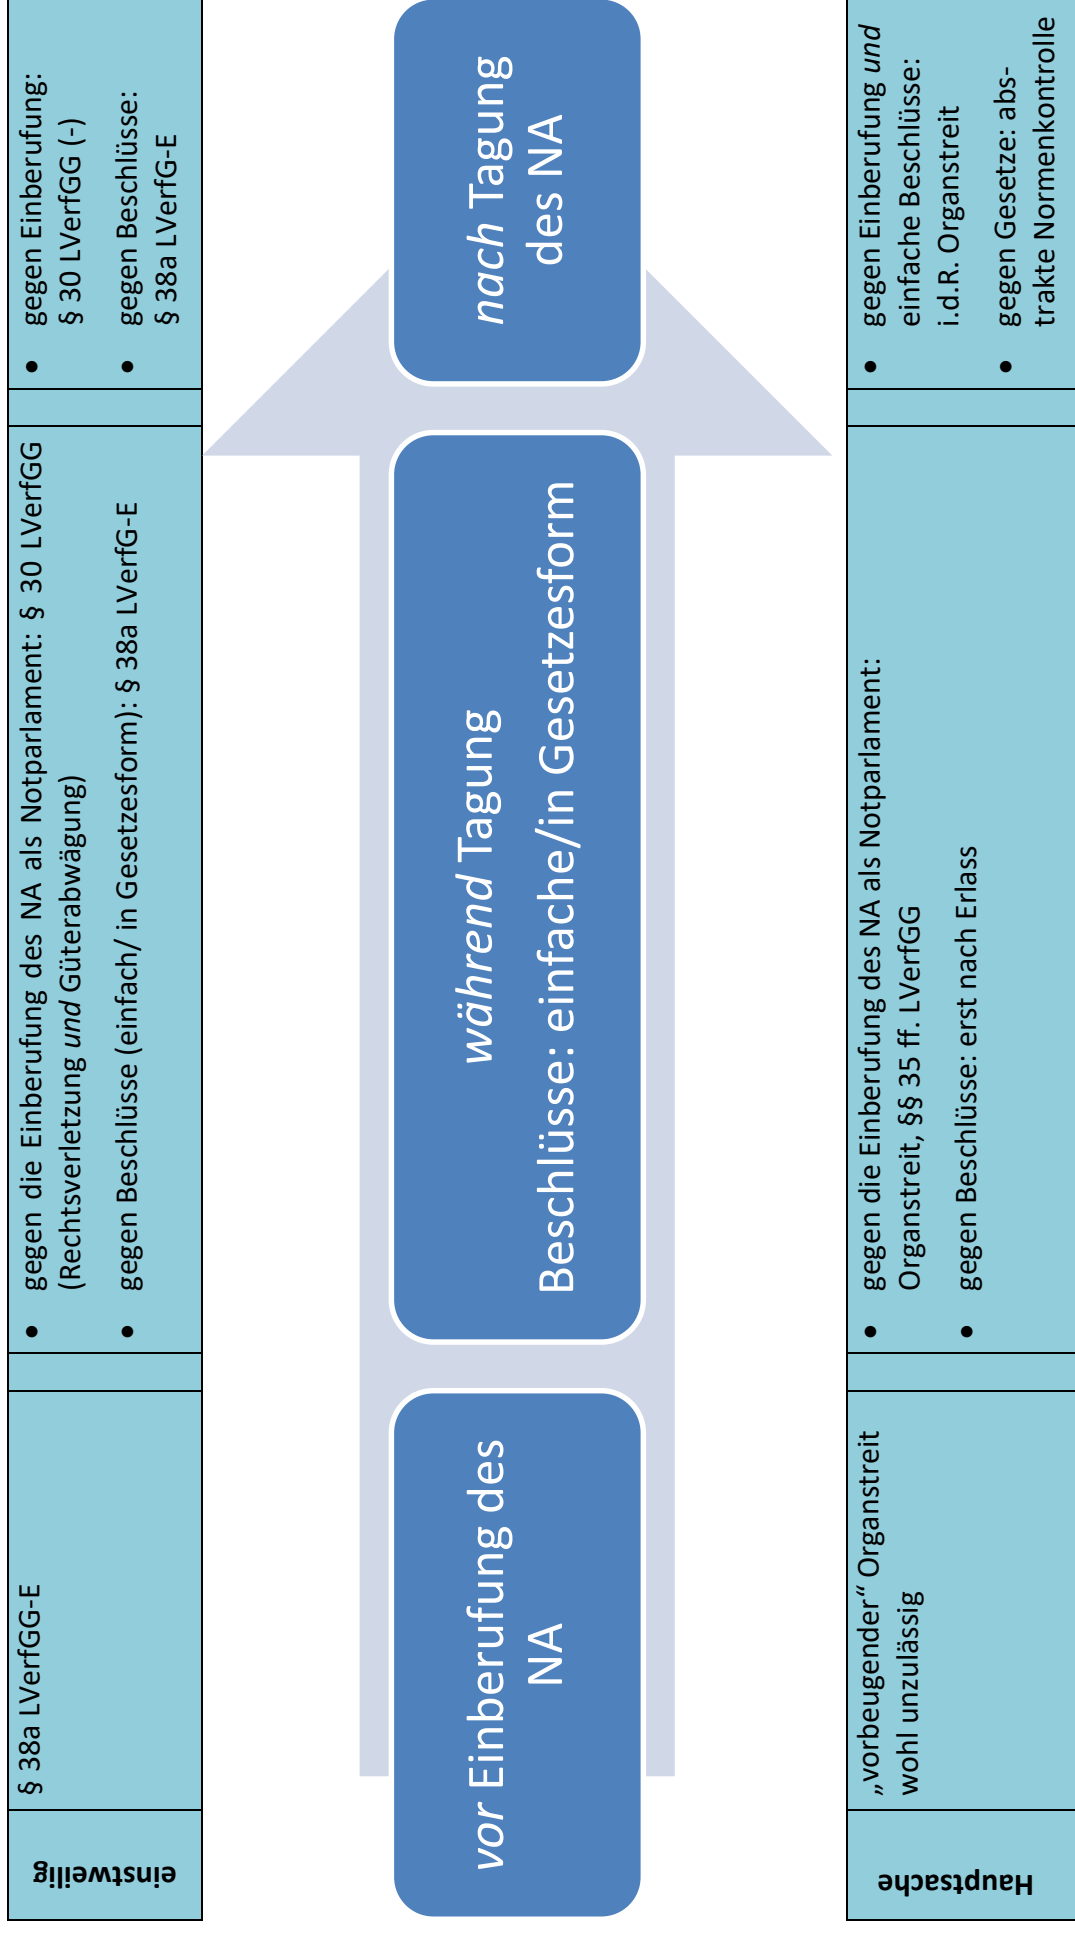 einstweilig
§ 38a LVerfGG-E
• gegen die Einberufung des NA als Notparlament: § 30 LVerfGG
(Rechtsverletzung und Güterabwägung)
• gegen Beschlüsse (einfach/ in Gesetzesform): § 38a LVerfG-E
• gegen Einberufung:
§ 30 LVerfGG (-)
• gegen Beschlüsse:
§ 38a LVerfG-E
vor Einberufung des
NA
während Tagung
Beschlüsse: einfache/in Gesetzesform
nach Tagung
des NA
Hauptsache
„vorbeugender“ Organstreit
wohl unzulässig
• gegen die Einberufung des NA als Notparlament:
Organstreit, §§ 35 ff. LVerfGG
• gegen Beschlüsse: erst nach Erlass
• gegen Einberufung und
einfache Beschlüsse:
i.d.R. Organstreit
• gegen Gesetze: abs-
trakte Normenkontrolle